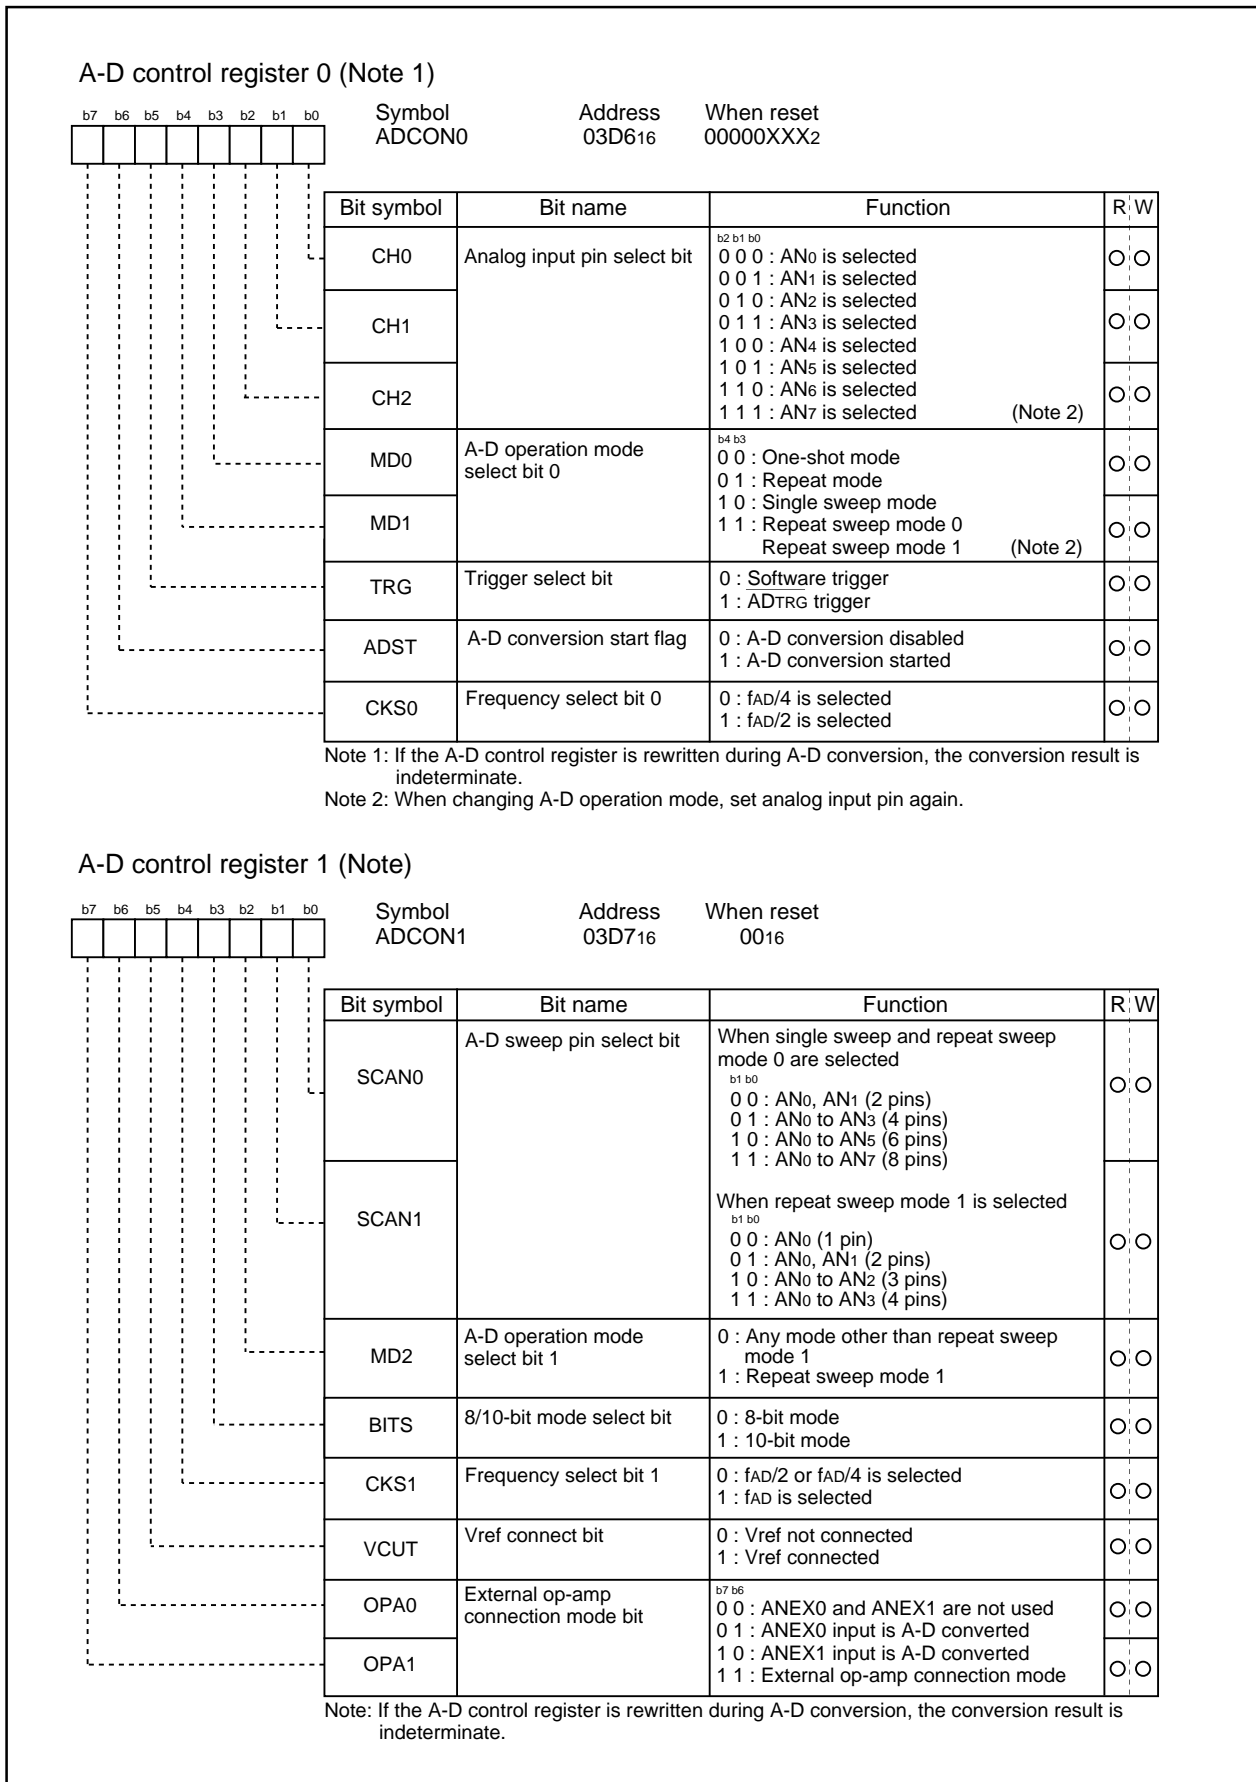 A-D control register 0 (Note 1)
b7 b6 b5 b4 b3 b2 b1 b0
Symbol Address When reset
ADCON0 03D616 00000XXX2
Bit symbol Bit name Function R W
CH0 Analog input pin select bit
b2 b1 b0
0 0 0 : AN0 is selected
0 0 1 : AN1 is selected
0 1 0 : AN2 is selected
CH1
0 1 1 : AN3 is selected
1 0 0 : AN4 is selected
1 0 1 : AN5 is selected
CH2
1 1 0 : AN6 is selected
1 1 1 : AN7 is selected (Note 2)
MD0 A-D operation mode
select bit 0
b4 b3
0 0 : One-shot mode
0 1 : Repeat mode
1 0 : Single sweep mode
MD1
1 1 : Repeat sweep mode 0
Repeat sweep mode 1 (Note 2)
TRG Trigger select bit 0 : Software trigger
1 : ADTRG trigger
ADST A-D conversion start flag 0 : A-D conversion disabled
1 : A-D conversion started
CKS0 Frequency select bit 0 0 : fAD/4 is selected
1 : fAD/2 is selected
Note 1: If the A-D control register is rewritten during A-D conversion, the conversion result is
indeterminate.
Note 2: When changing A-D operation mode, set analog input pin again.
A-D control register 1 (Note)
b7 b6 b5 b4 b3 b2 b1 b0
Symbol Address When reset
ADCON1 03D716 0016
Bit symbol Bit name Function R W
SCAN0 A-D sweep pin select bit When single sweep and repeat sweep
mode 0 are selected
b1 b0
0 0 : AN0, AN1 (2 pins)
0 1 : AN0 to AN3 (4 pins)
1 0 : AN0 to AN5 (6 pins)
1 1 : AN0 to AN7 (8 pins)
SCAN1 When repeat sweep mode 1 is selected
b1 b0
0 0 : AN0 (1 pin)
0 1 : AN0, AN1 (2 pins)
1 0 : AN0 to AN2 (3 pins)
1 1 : AN0 to AN3 (4 pins)
MD2 A-D operation mode
select bit 1
0 : Any mode other than repeat sweep
mode 1
1 : Repeat sweep mode 1
BITS 8/10-bit mode select bit 0 : 8-bit mode
1 : 10-bit mode
CKS1 Frequency select bit 1 0 : fAD/2 or fAD/4 is selected
1 : fAD is selected
VCUT Vref connect bit 0 : Vref not connected
1 : Vref connected
OPA0 External op-amp
connection mode bit
b7 b6
0 0 : ANEX0 and ANEX1 are not used
0 1 : ANEX0 input is A-D converted
OPA1
1 0 : ANEX1 input is A-D converted
1 1 : External op-amp connection mode
Note: If the A-D control register is rewritten during A-D conversion, the conversion result is
indeterminate.